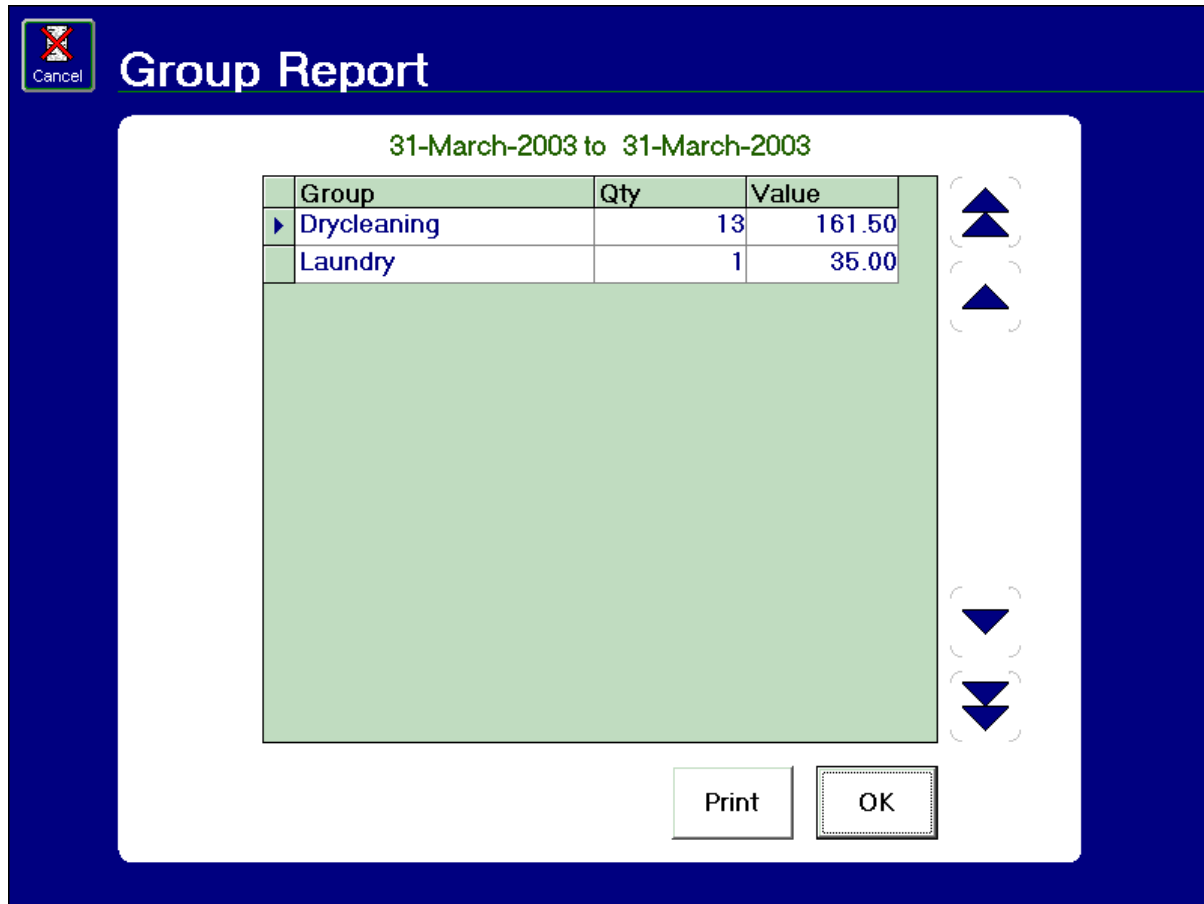 Cancel
Group Report
31-March-2003 to 31-March-2003
Group Qty Value
Drycleaning 13 161.50
Laundry 1 35.00
Print OK